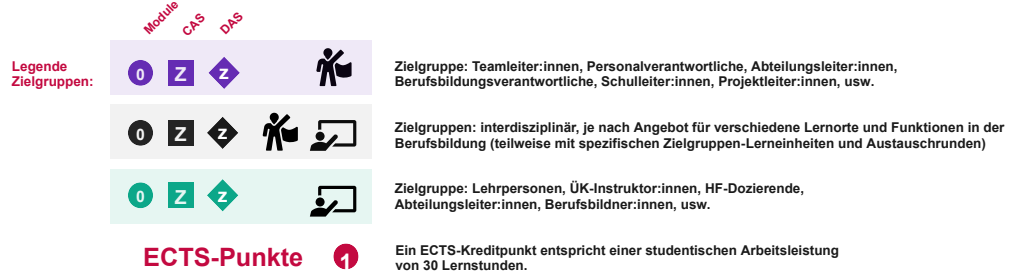 Module CAS DAS
Legende
Zielgruppen:
0 Z z
Zielgruppe: Teamleiter:innen, Personalverantwortliche, Abteilungsleiter:innen,
Berufsbildungsverantwortliche, Schulleiter:innen, Projektleiter:innen, usw.
0 Z z
Zielgruppen: interdisziplinär, je nach Angebot für verschiedene Lernorte und Funktionen in der
Berufsbildung (teilweise mit spezifischen Zielgruppen-Lerneinheiten und Austauschrunden)
0 Z z
Zielgruppe: Lehrpersonen, ÜK-Instruktor:innen, HF-Dozierende,
Abteilungsleiter:innen, Berufsbildner:innen, usw.
ECTS-Punkte 1
Ein ECTS-Kreditpunkt entspricht einer studentischen Arbeitsleistung
von 30 Lernstunden.